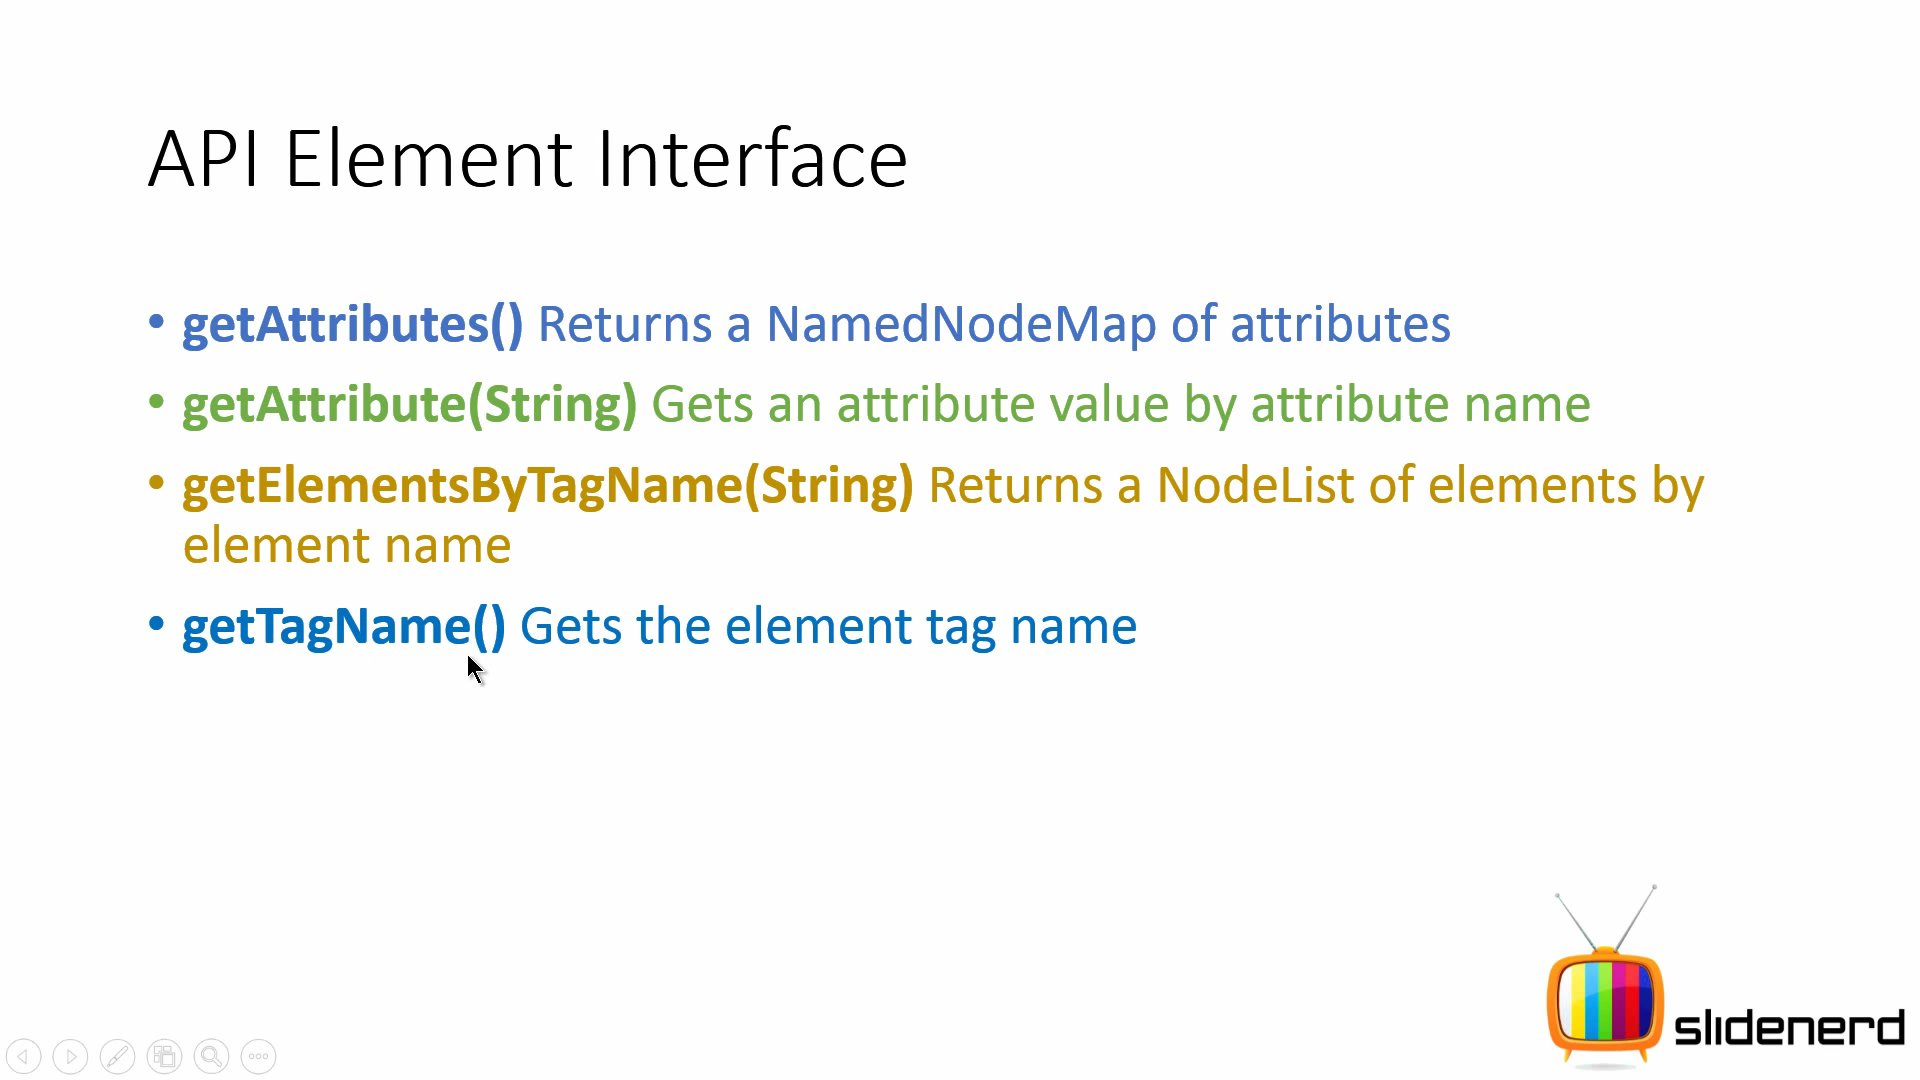 API Element Interface
• getAttributes() Returns a NamedNodeMap of attributes
• getAttribute(String) Gets an attribute value by attribute name
• getElementsByTagName(String) Returns a NodeList of elements by
element name
• getTagName() Gets the element tag name
slidenerd